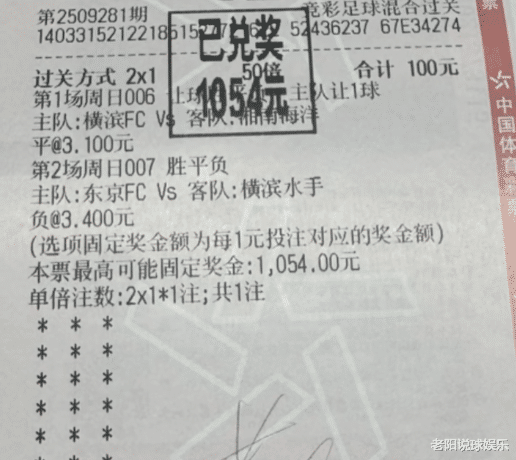 第2509281期
竞彩足球混合过关
52436237 67E34274
已兑奖
1054元
过关方式 2x1
50倍
合计 100元
第1场周日006
主队让1球
主队:横滨FC Vs 客队:湘南海洋
平@3.100元
第2场周日007 胜平负
主队:东京FC Vs 客队:横滨水手
负@3.400元
(选项固定奖金额为每1元投注对应的奖金额)
本票最高可能固定奖金:1,054.00元
单倍注数:2x1*1注;共1注
* * * *
* * * *
* * * *
* * * *
* * * *
* * * *
票
中国体育
老阳说球娱乐